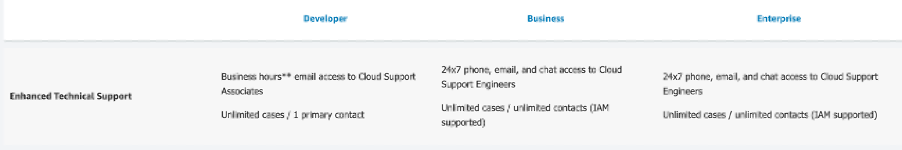 Developer
Business
Enterprise
Enhanced Technical Support
Business hours** email access to Cloud Support
Associates
Unlimited cases / 1 primary contact
24x7 phone, email, and chat access to Cloud
Support Engineers
Unlimited cases / unlimited contacts (IAM
supported)
24x7 phone, email, and chat access to Cloud Support
Engineers
Unlimited cases / unlimited contacts (IAM supported)